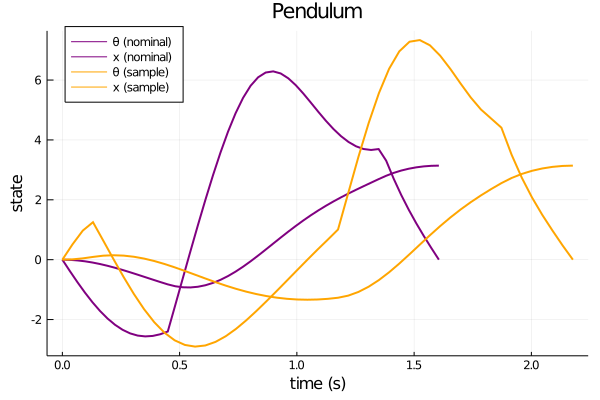 Pendulum
θ (nominal)
x (nominal)
θ (sample)
x (sample)
6
4
2
0
-2
state
0.0 0.5 1.0 1.5 2.0
time (s)